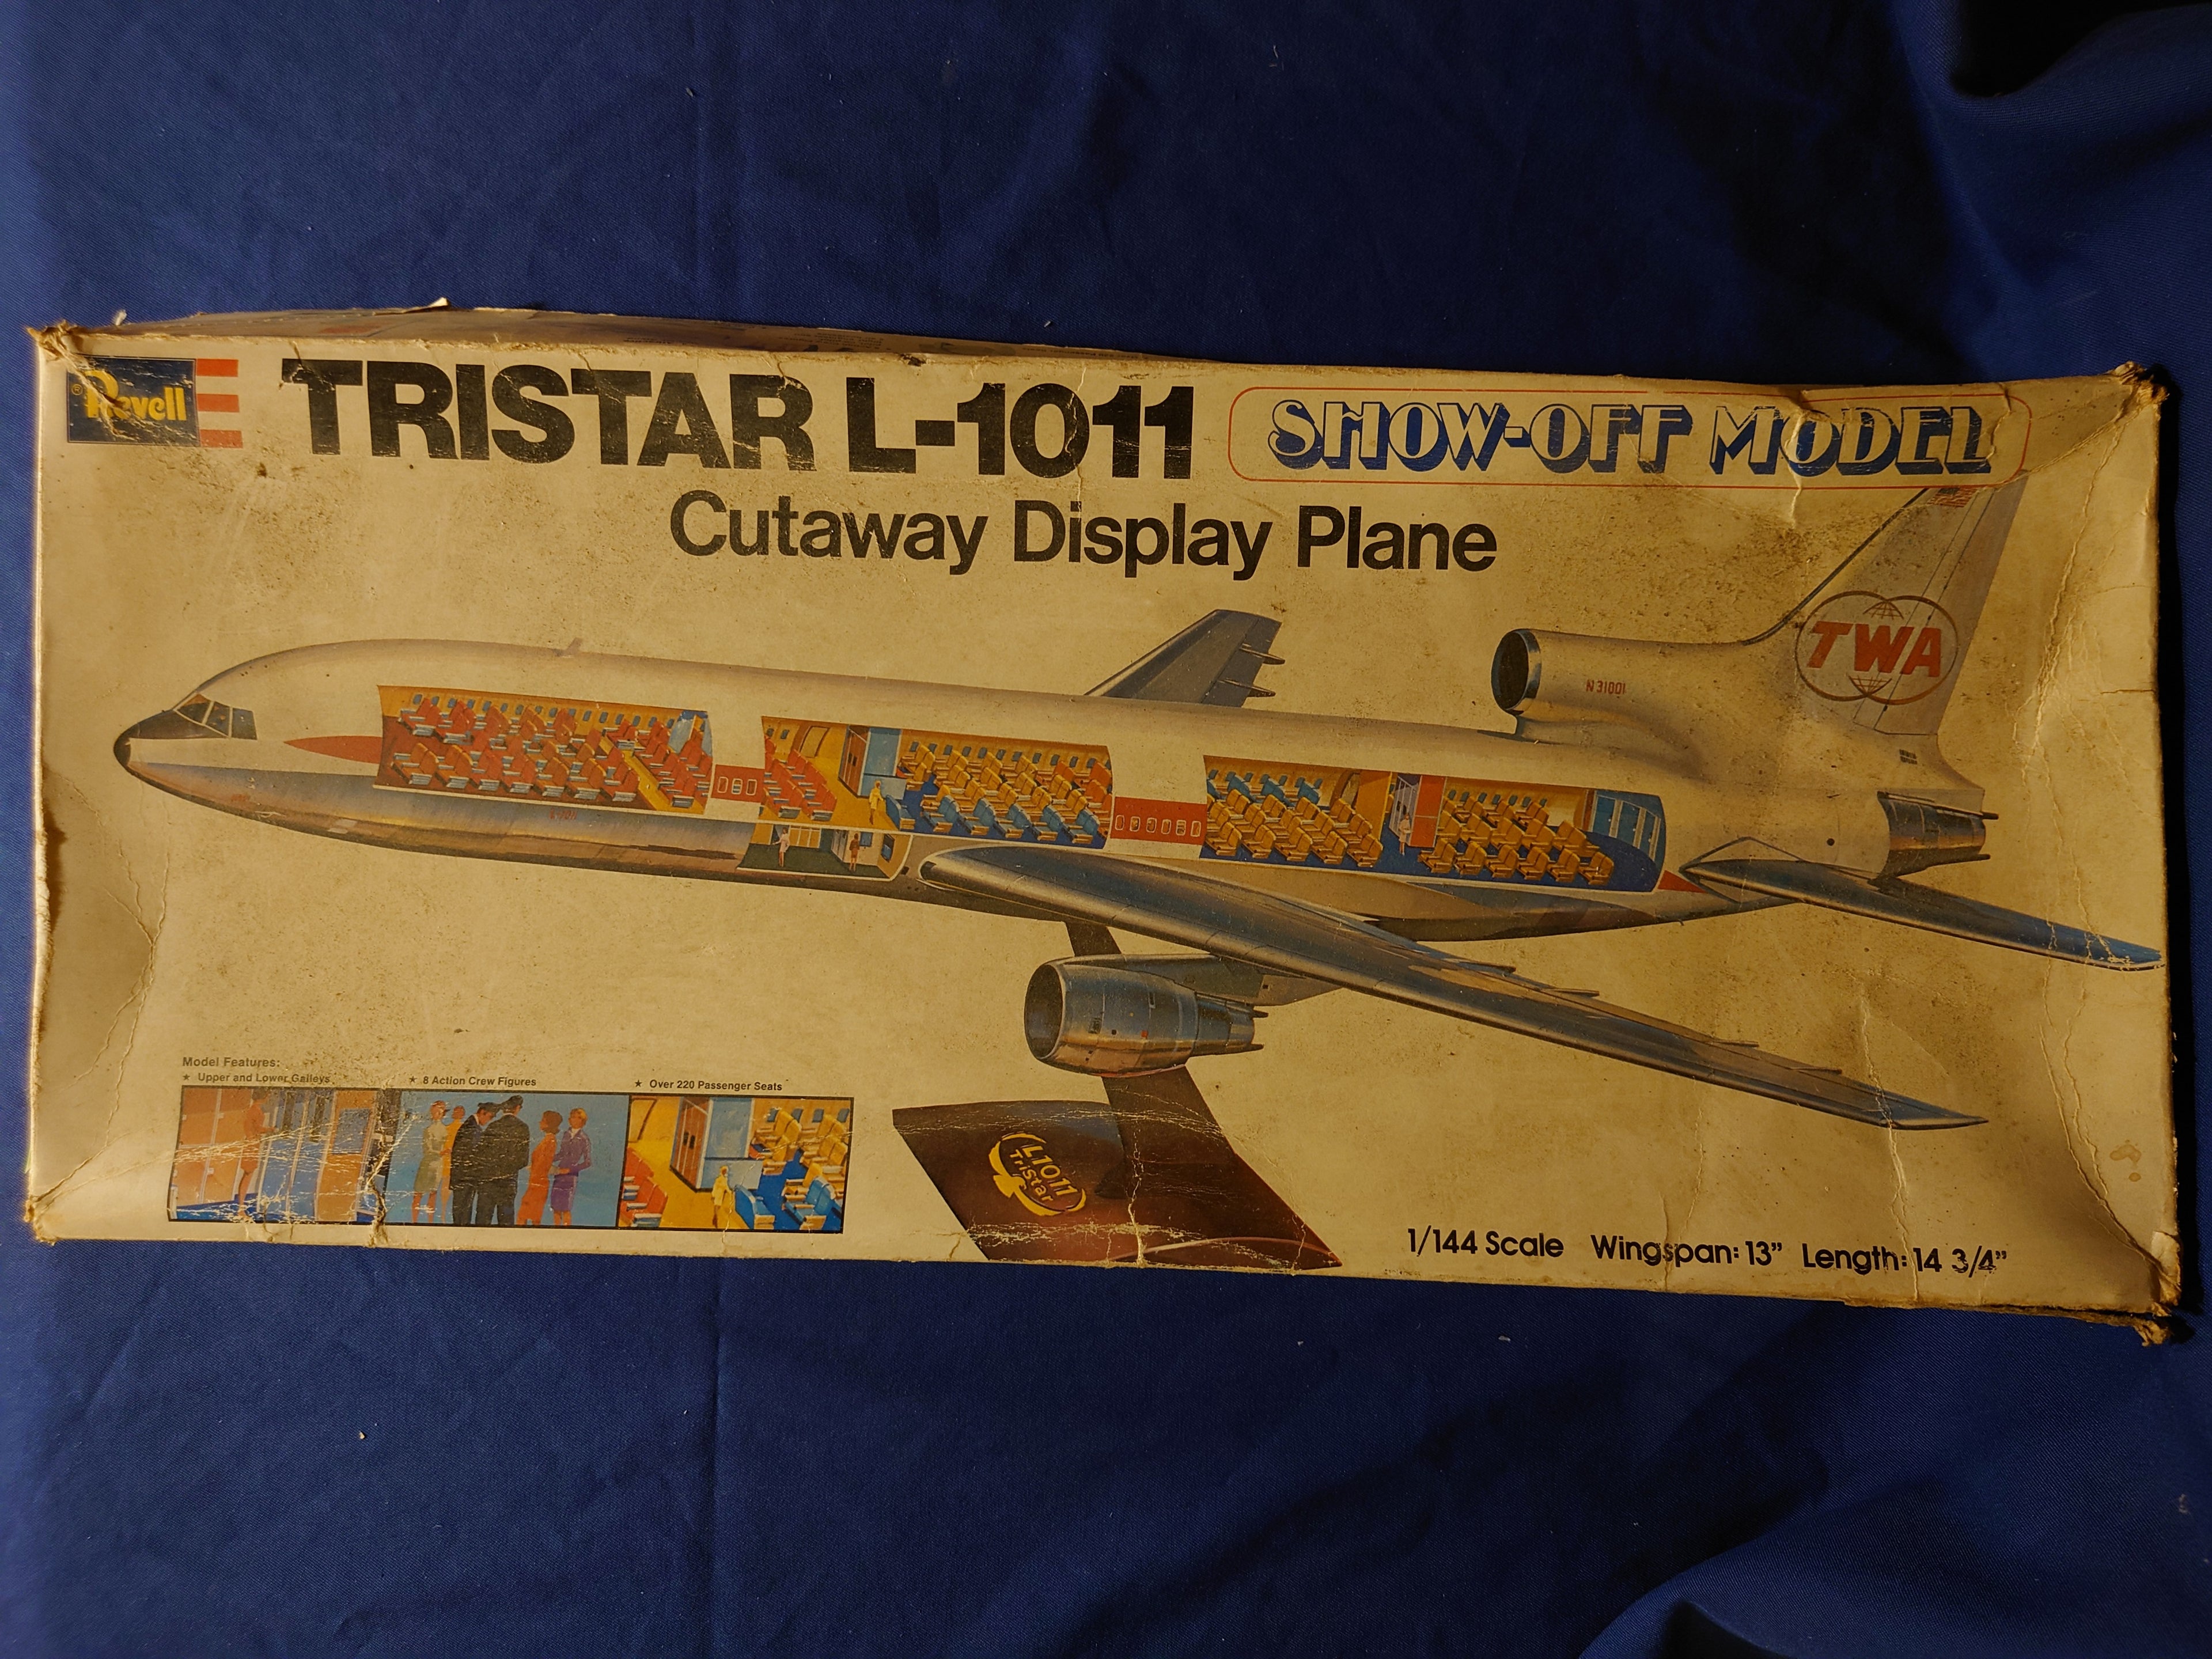 ® Revell
TRISTAR L-1011
SHOW-OFF MODEL
Cutaway Display Plane
TWA
N31001
Model Features:
★ Upper and Lower Galleys
★ 8 Action Crew Figures
★ Over 220 Passenger Seats
L1011
TriStar
1/144 Scale Wingspan: 13” Length: 14 3/4”